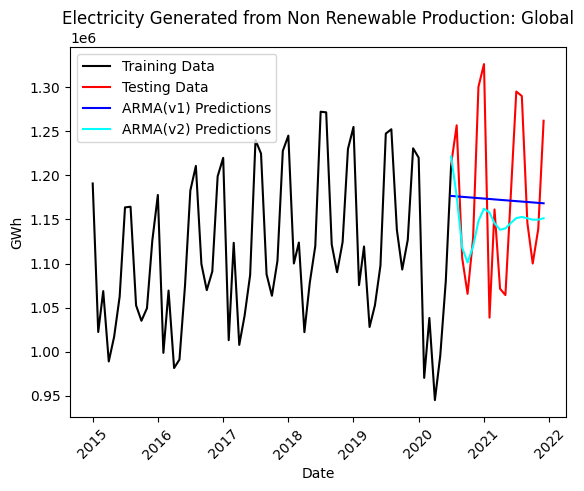 Electricity Generated from Non Renewable Production: Global
1e6
Training Data
Testing Data
ARMA(v1) Predictions
ARMA(v2) Predictions
1.30
1.25
1.20
1.15
1.10
1.05
1.00
0.95
GWh
2015 2016 2017 2018 2019 2020 2021 2022
Date